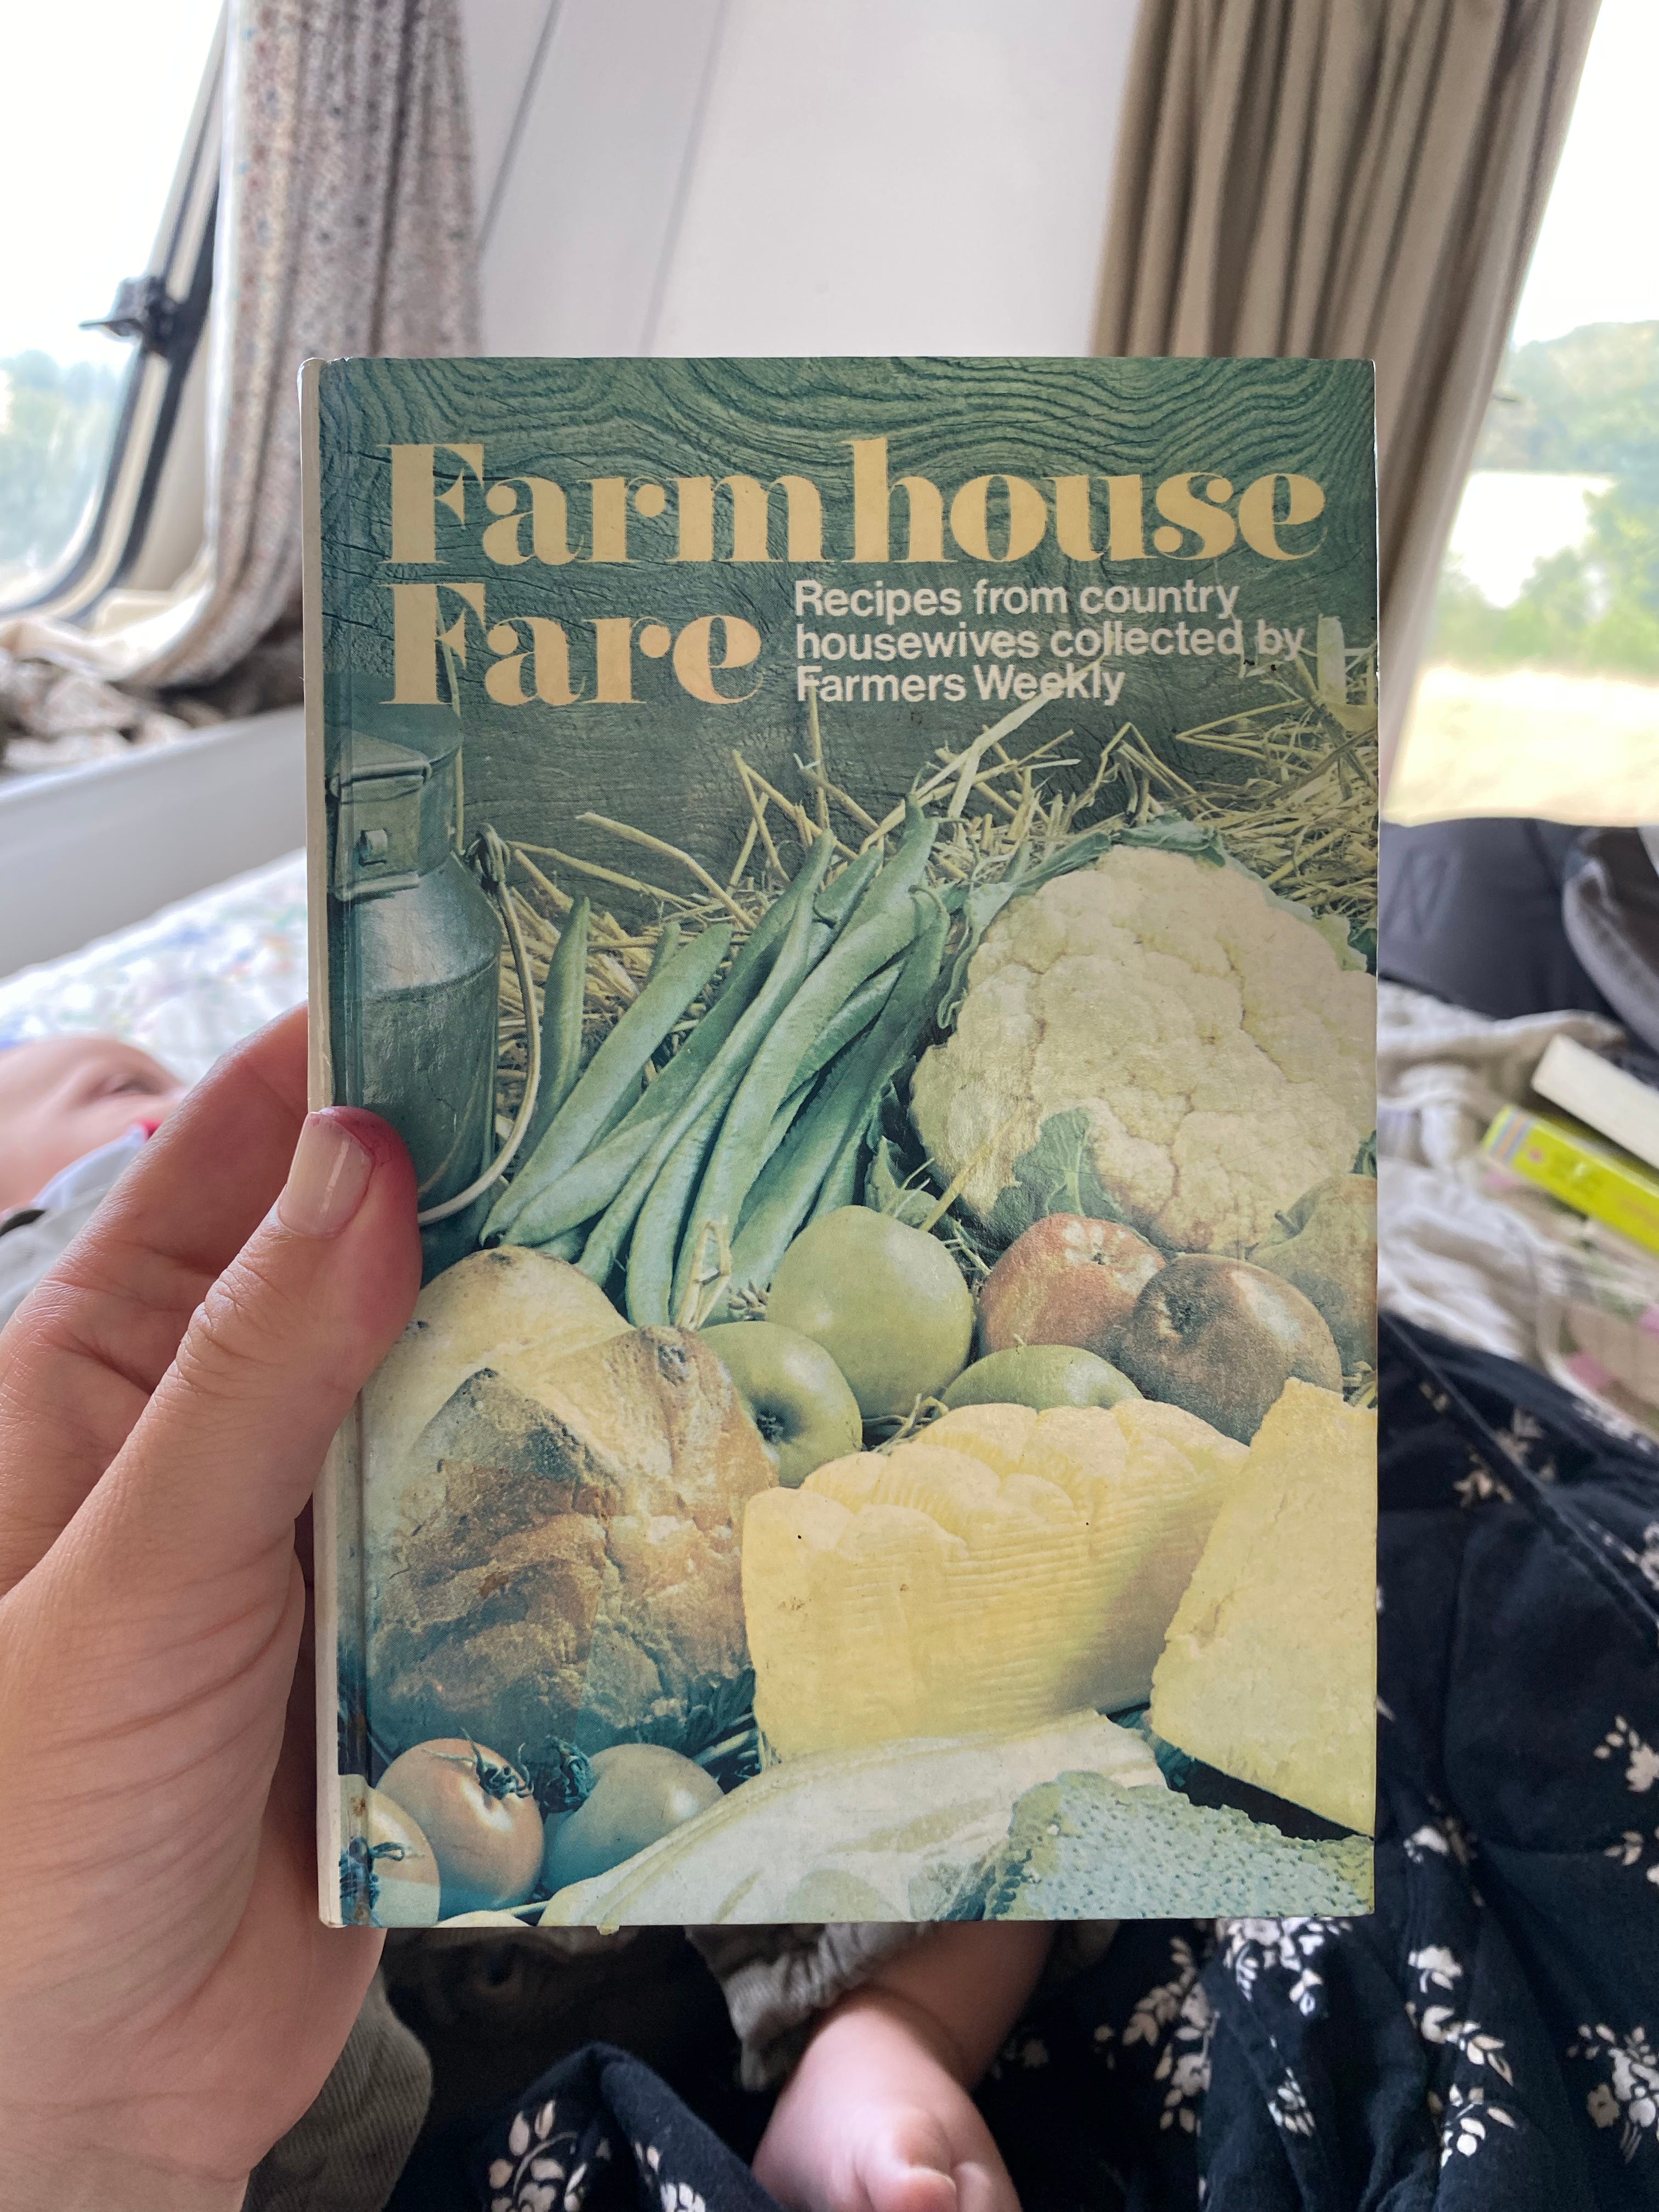 Farmhouse
Fare
Recipes from country
housewives collected by
Farmers Weekly